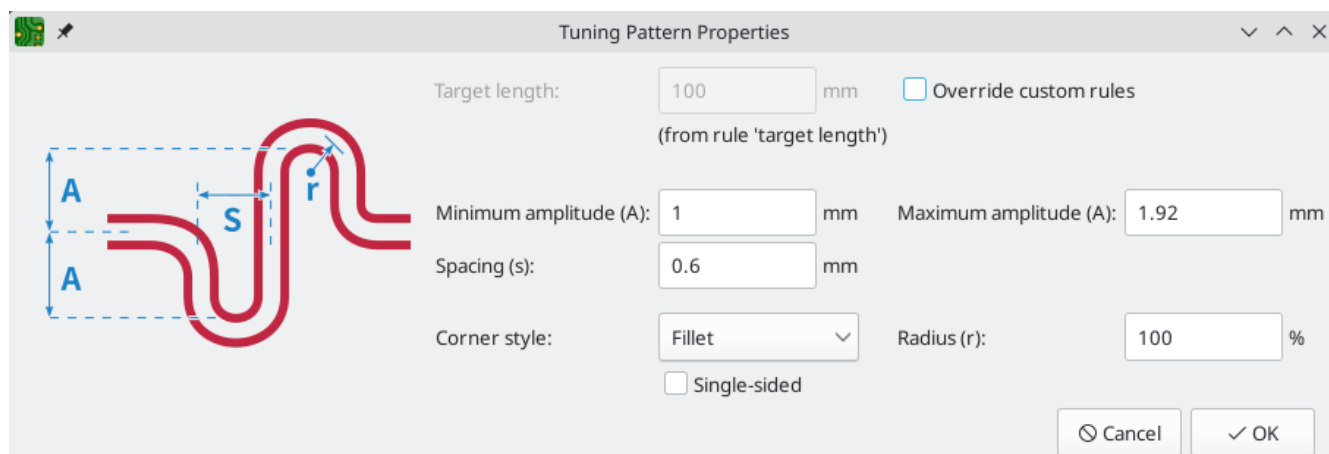 Tuning Pattern Properties
Target length: 100 mm Override custom rules
(from rule 'target length')
A
S
r
A
Minimum amplitude (A): 1 mm Maximum amplitude (A): 1.92 mm
Spacing (s): 0.6 mm
Corner style: Fillet Radius (r): 100 %
Single-sided
Cancel OK